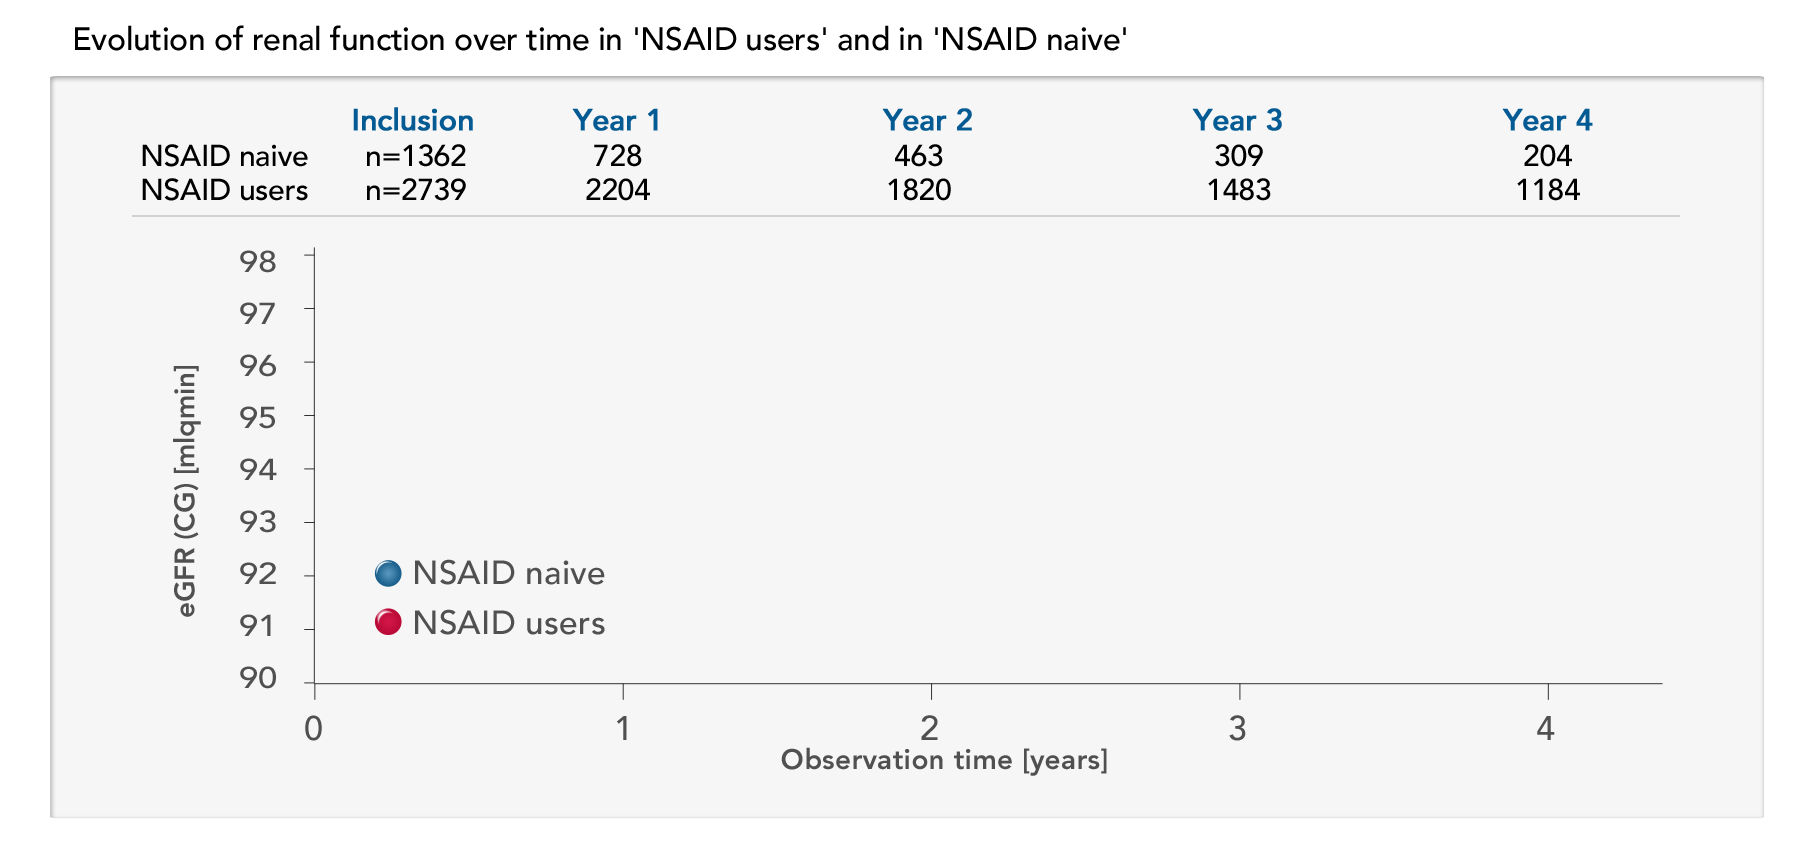 Evolution of renal function over time in 'NSAID users' and in 'NSAID naive'
Inclusion Year 1 Year 2 Year 3 Year 4
NSAID naive n=1362 728 463 309 204
NSAID users n=2739 2204 1820 1483 1184
98
97
96
95
94
93
92
91
90
eGFR (CG) [mlqmin]
NSAID naive
NSAID users
0 1 2 3 4
Observation time [years]